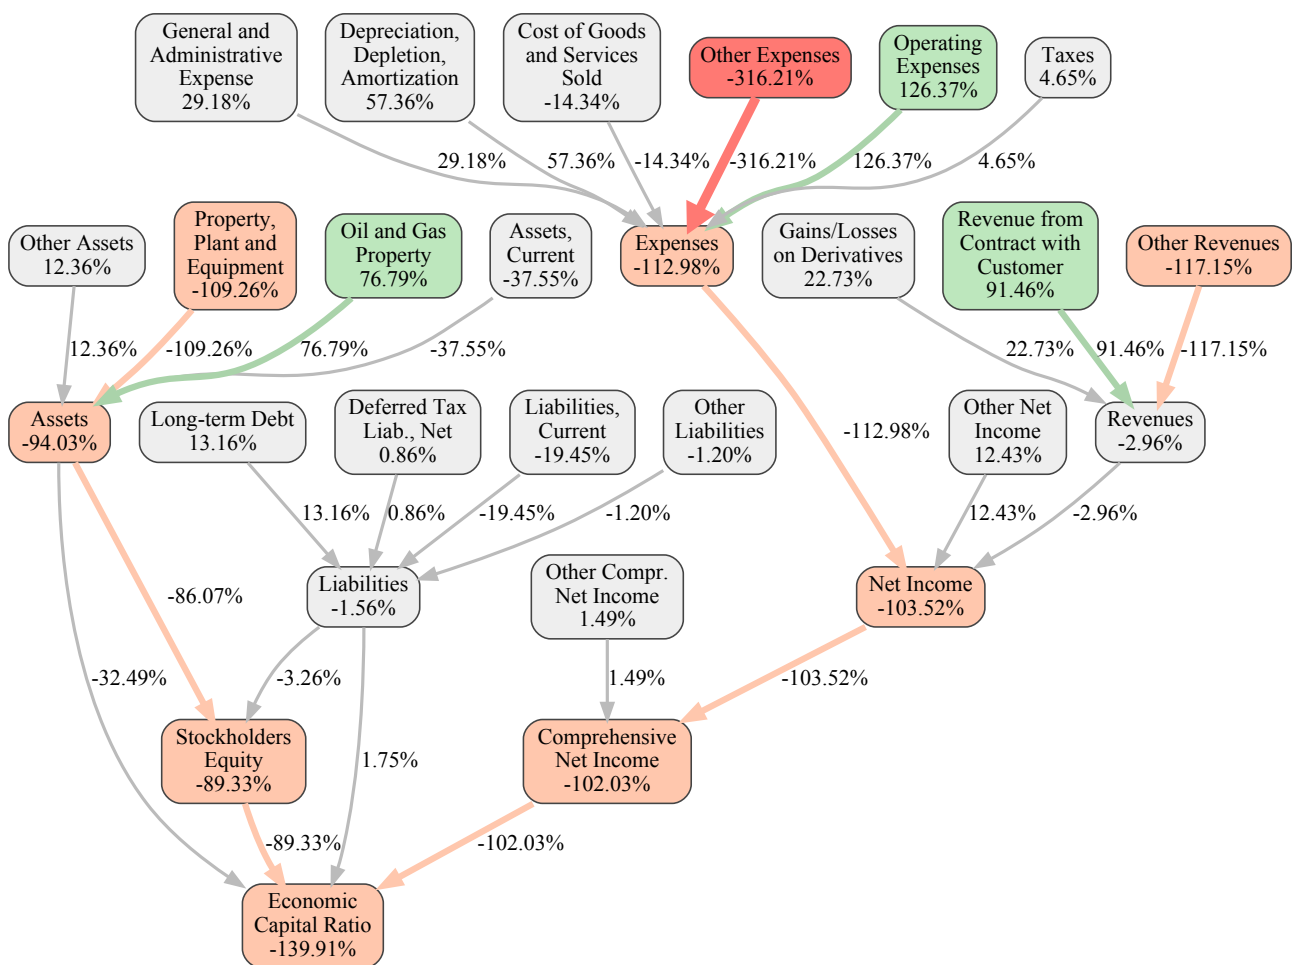 General and
Administrative
Expense
29.18%
Depreciation,
Depletion,
Amortization
57.36%
Cost of Goods
and Services
Sold
-14.34%
Other Expenses
-316.21%
Operating
Expenses
126.37%
Taxes
4.65%
29.18%
57.36%
-14.34%
-316.21%
126.37%
4.65%
Other Assets
12.36%
Property,
Plant and
Equipment
-109.26%
Oil and Gas
Property
76.79%
Assets,
Current
-37.55%
Expenses
-112.98%
Gains/Losses
on Derivatives
22.73%
Revenue from
Contract with
Customer
91.46%
Other Revenues
-117.15%
12.36%
-109.26%
76.79%
-37.55%
22.73%
91.46%
-117.15%
Assets
-94.03%
Long-term Debt
13.16%
Deferred Tax
Liab., Net
0.86%
Liabilities,
Current
-19.45%
Other
Liabilities
-1.20%
-112.98%
Other Net
Income
12.43%
Revenues
-2.96%
13.16%
0.86%
-19.45%
-1.20%
12.43%
-2.96%
-86.07%
Liabilities
-1.56%
Other Compr.
Net Income
1.49%
Net Income
-103.52%
-32.49%
-3.26%
1.49%
-103.52%
Stockholders
Equity
-89.33%
1.75%
Comprehensive
Net Income
-102.03%
-89.33%
-102.03%
Economic
Capital Ratio
-139.91%